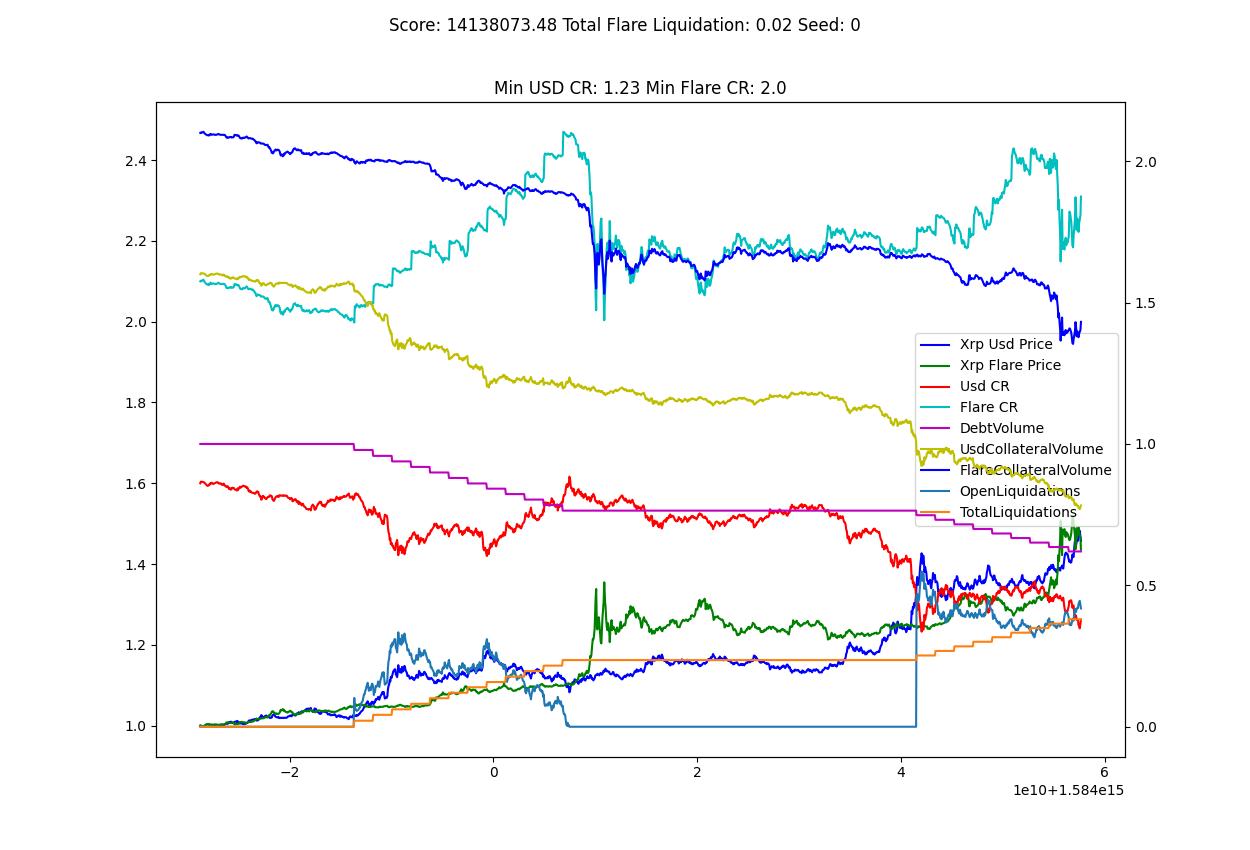 Score: 14138073.48 Total Flare Liquidation: 0.02 Seed: 0
Min USD CR: 1.23 Min Flare CR: 2.0
2.4
2.2
2.0
1.8
1.6
1.4
1.2
1.0
2.0
1.5
1.0
0.5
0.0
Xrp Usd Price
Xrp Flare Price
Usd CR
Flare CR
DebtVolume
UsdCollateralVolume
FlareCollateralVolume
OpenLiquidations
TotalLiquidations
−2
0
2
4
6
1e10+1.584e15